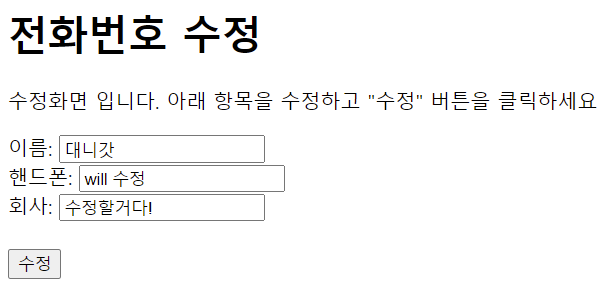 전화번호 수정
수정화면 입니다. 아래 항목을 수정하고 "수정" 버튼을 클릭하세요
이름: 대니갓
핸드폰: will 수정
회사: 수정할거다!
수정